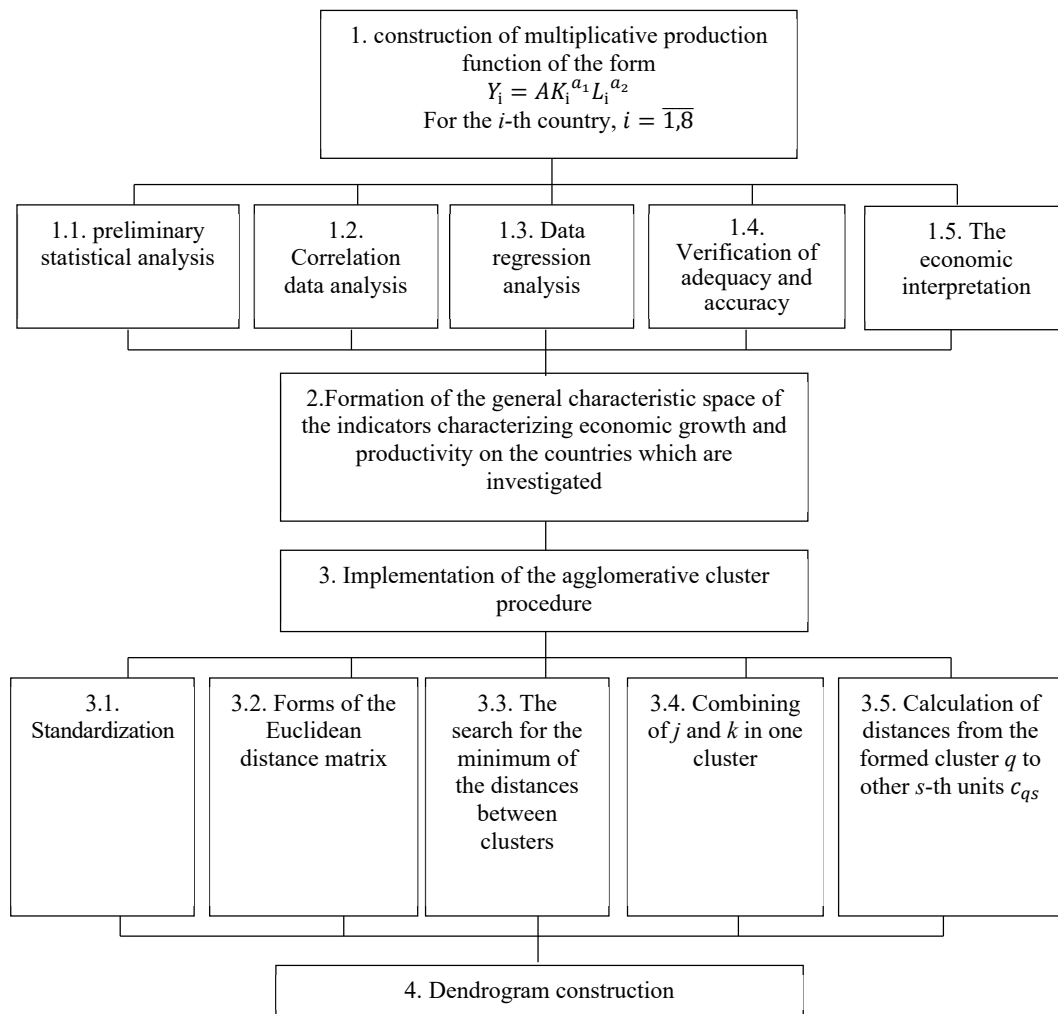 1. construction of multiplicative production
function of the form
Yᵢ = AKᵢ^a₁ Lᵢ^a₂
For the i-th country, i = 1,8̅
1.1. preliminary
statistical analysis
1.2.
Correlation
data analysis
1.3. Data
regression
analysis
1.4.
Verification of
adequacy and
accuracy
1.5. The
economic
interpretation
2.Formation of the general characteristic space of
the indicators characterizing economic growth and
productivity on the countries which are
investigated
3. Implementation of the agglomerative cluster
procedure
3.1.
Standardization
3.2. Forms of the
Euclidean
distance matrix
3.3. The
search for the
minimum of
the distances
between
clusters
3.4. Combining
of j and k in one
cluster
3.5. Calculation of
distances from the
formed cluster q to
other s-th units c_qs
4. Dendrogram construction